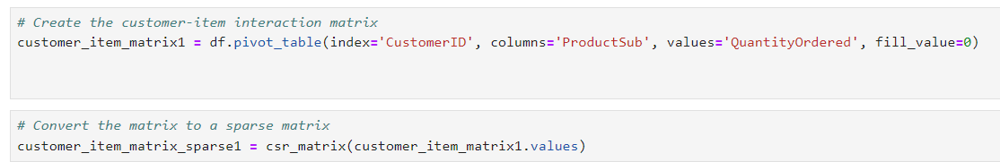 # Create the customer-item interaction matrix
customer_item_matrix1 = df.pivot_table(index='CustomerID', columns='ProductSub', values='QuantityOrdered', fill_value=0)
# Convert the matrix to a sparse matrix
customer_item_matrix_sparse1 = csr_matrix(customer_item_matrix1.values)